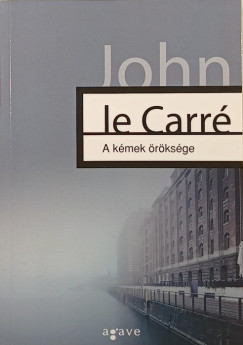 John
le Carré
A kémek öröksége
agave